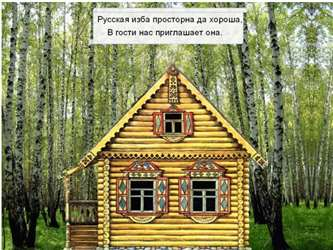 Русская изба просторна да хороша,
В гости нас приглашает она.